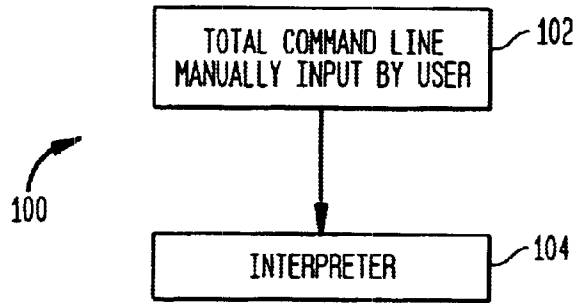 TOTAL COMMAND LINE
MANUALLY INPUT BY USER
102
100
INTERPRETER
104